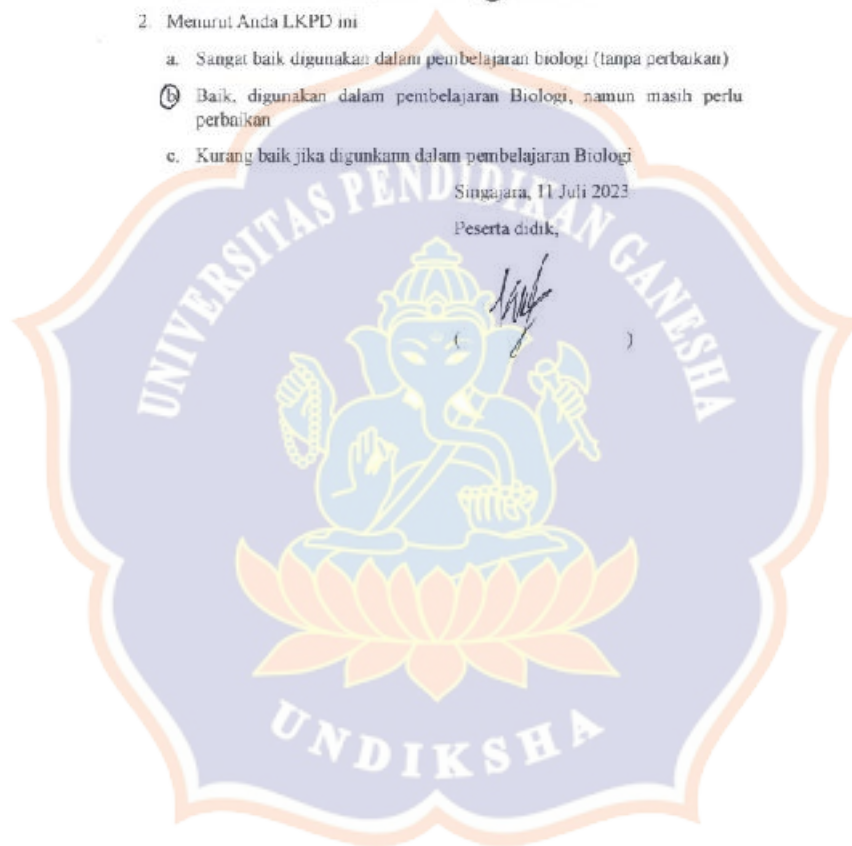 2. Menurut Anda LKPD ini
a. Sangat baik digunakan dalam pembelajaran biologi (tanpa perbaikan)
b Baik, digunakan dalam pembelajaran Biologi, namun masih perlu
perbaikan
c. Kurang baik jika digunkann dalam pembelajaran Biologi
Singajara, 11 Juli 2023
Peserta didik,
( )
UNIVERSITAS PENDIDIKAN GANESHA
UNDIKSHA